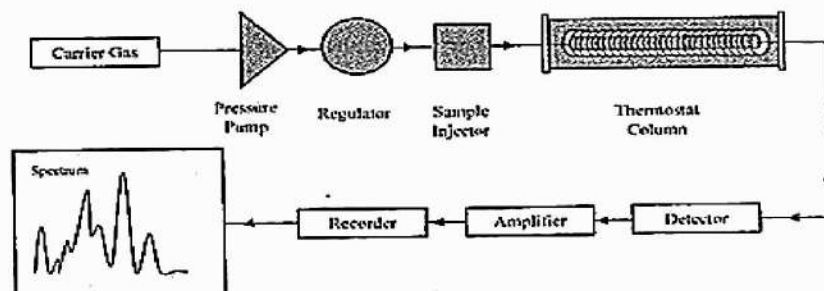 Carrier Gas
Pressure
Pump
Regulator
Sample
Injector
Thermostat
Column
Spectrum
Recorder
Amplifier
Detector